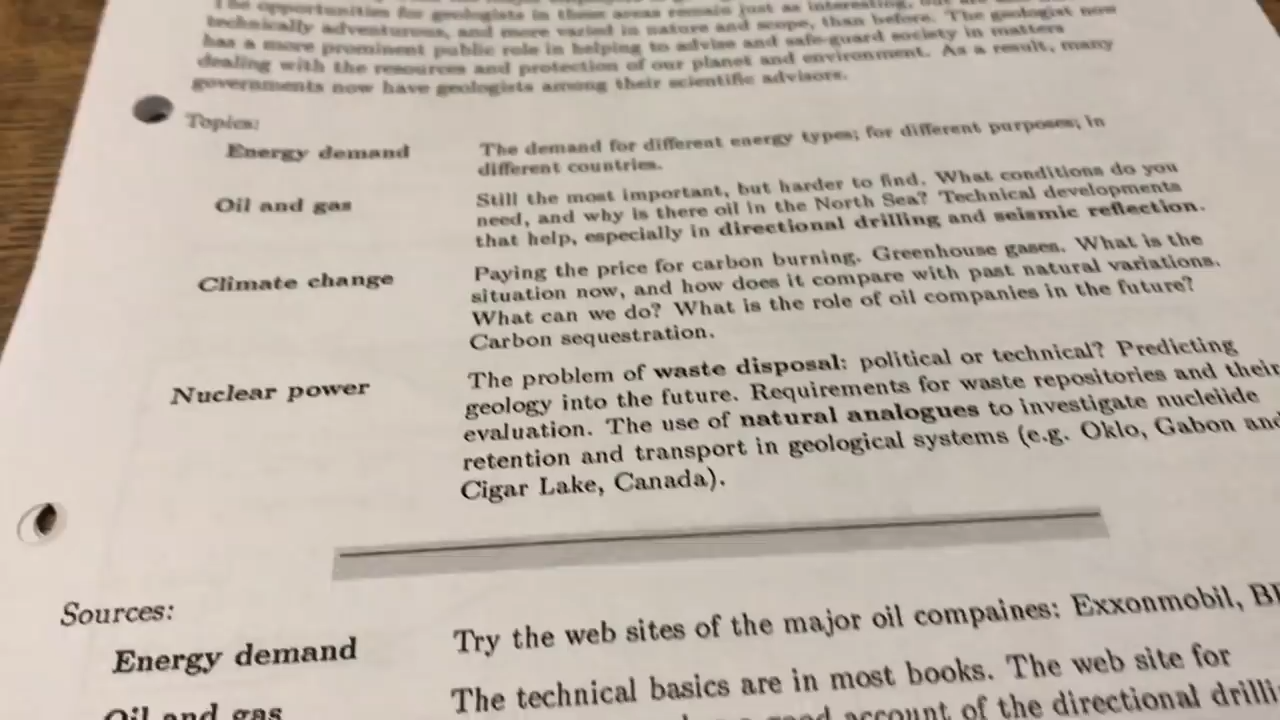 The opportunities for geologists in these areas remain just as interesting, but are
technically adventurous, and more varied in nature and scope, than before. The geologist now
has a more prominent public role in helping to advise and safe-guard society in matters
dealing with the resources and protection of our planet and environment. As a result, many
governments now have geologists among their scientific advisors.
Topics:
Energy demand The demand for different energy types; for different purposes; in
different countries.
Oil and gas Still the most important, but harder to find. What conditions do you
need, and why is there oil in the North Sea? Technical developments
that help, especially in directional drilling and seismic reflection.
Climate change Paying the price for carbon burning. Greenhouse gases. What is the
situation now, and how does it compare with past natural variations.
What can we do? What is the role of oil companies in the future?
Carbon sequestration.
Nuclear power The problem of waste disposal: political or technical? Predicting
geology into the future. Requirements for waste repositories and their
evaluation. The use of natural analogues to investigate nucleide
retention and transport in geological systems (e.g. Oklo, Gabon and
Cigar Lake, Canada).
Sources:
Energy demand Try the web sites of the major oil compaines: Exxonmobil, BP
Oil and gas The technical basics are in most books. The web site for
good account of the directional drilli